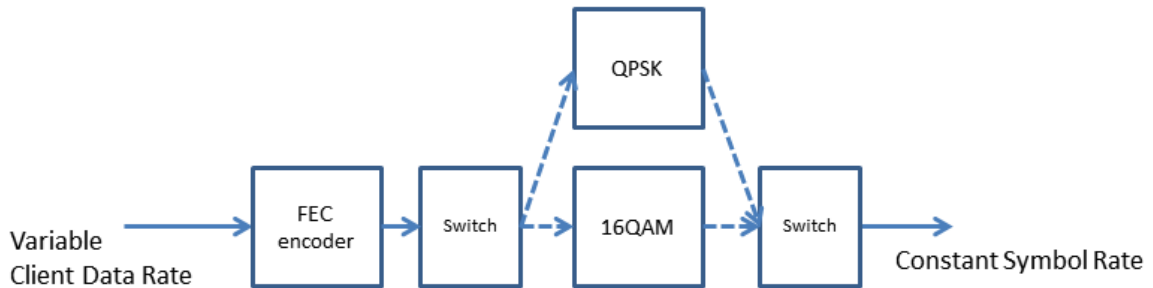 QPSK
FEC
encoder
Switch
16QAM
Switch
Variable
Client Data Rate
Constant Symbol Rate